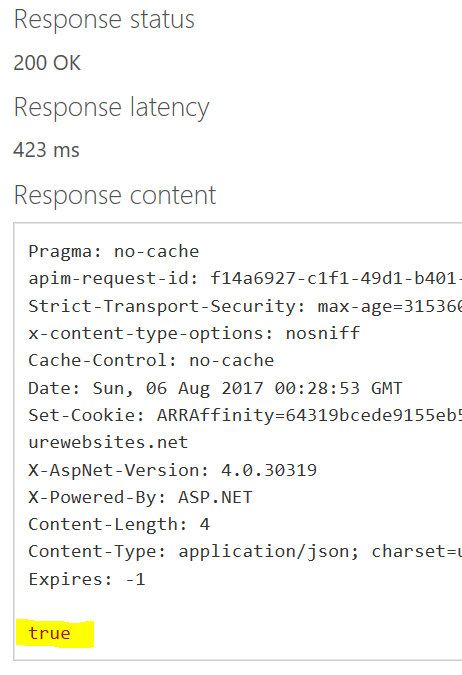 Response status
200 OK
Response latency
423 ms
Response content
Pragma: no-cache
apim-request-id: f14a6927-c1f1-49d1-b401-
Strict-Transport-Security: max-age=315360
x-content-type-options: nosniff
Cache-Control: no-cache
Date: Sun, 06 Aug 2017 00:28:53 GMT
Set-Cookie: ARRAffinity=64319bcede9155eb5
urewebsites.net
X-AspNet-Version: 4.0.30319
X-Powered-By: ASP.NET
Content-Length: 4
Content-Type: application/json; charset=u
Expires: -1
true